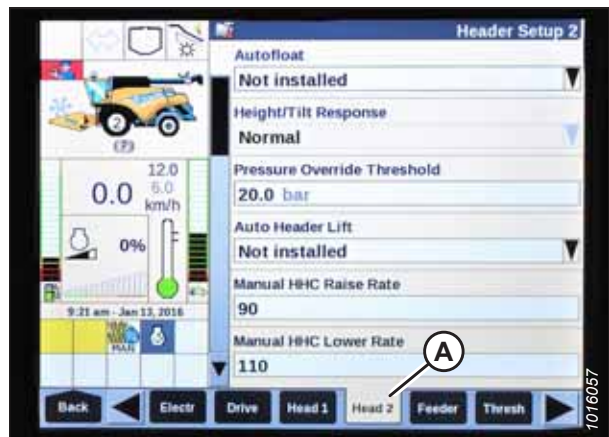 Header Setup 2
Autofloat
Not installed
Height/Tilt Response
Normal
Pressure Override Threshold
20.0 bar
Auto Header Lift
Not installed
Manual HHC Raise Rate
90
Manual HHC Lower Rate
110
2
(P)
12.0
0.0 6.0
km/h
0%
9:21 am - Jan 13, 2016
MAN
A
Back Electr Drive Head 1 Head 2 Feeder Thresh
1016057